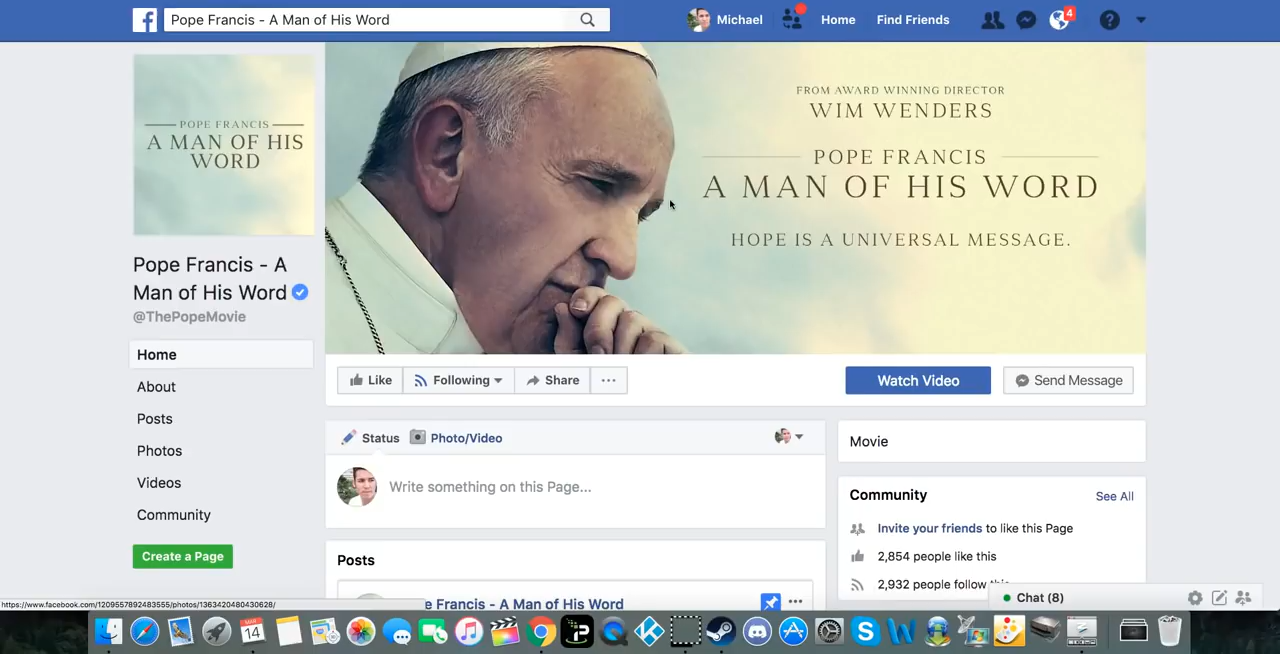 Pope Francis - A Man of His Word
Michael
Home
Find Friends
4
POPE FRANCIS
A MAN OF HIS
WORD
FROM AWARD WINNING DIRECTOR
WIM WENDERS
POPE FRANCIS
A MAN OF HIS WORD
HOPE IS A UNIVERSAL MESSAGE.
Pope Francis - A
Man of His Word
@ThePopeMovie
Home
About
Posts
Photos
Videos
Community
Create a Page
Like
Following
Share
Watch Video
Send Message
Status
Photo/Video
Write something on this Page...
Posts
e Francis - A Man of His Word
Movie
Community
See All
Invite your friends to like this Page
2,854 people like this
2,932 people follow
Chat (8)
https://www.facebook.com/1209557892483555/photos/1363420480430628/
MAR
14